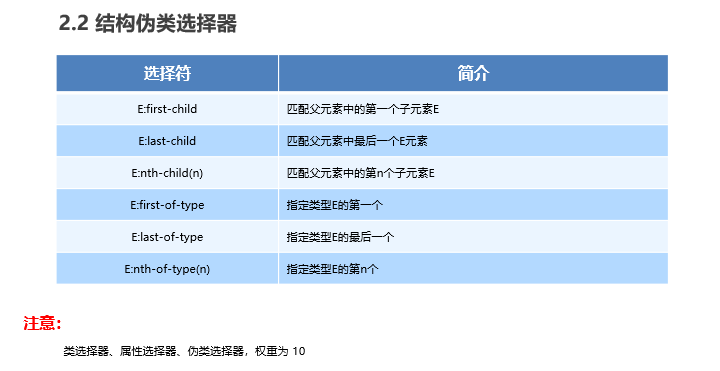 2.2 结构伪类选择器
选择符 简介
E:first-child 匹配父元素中的第一个子元素E
E:last-child 匹配父元素中最后一个E元素
E:nth-child(n) 匹配父元素中的第n个子元素E
E:first-of-type 指定类型E的第一个
E:last-of-type 指定类型E的最后一个
E:nth-of-type(n) 指定类型E的第n个
注意:
类选择器、属性选择器、伪类选择器，权重为 10